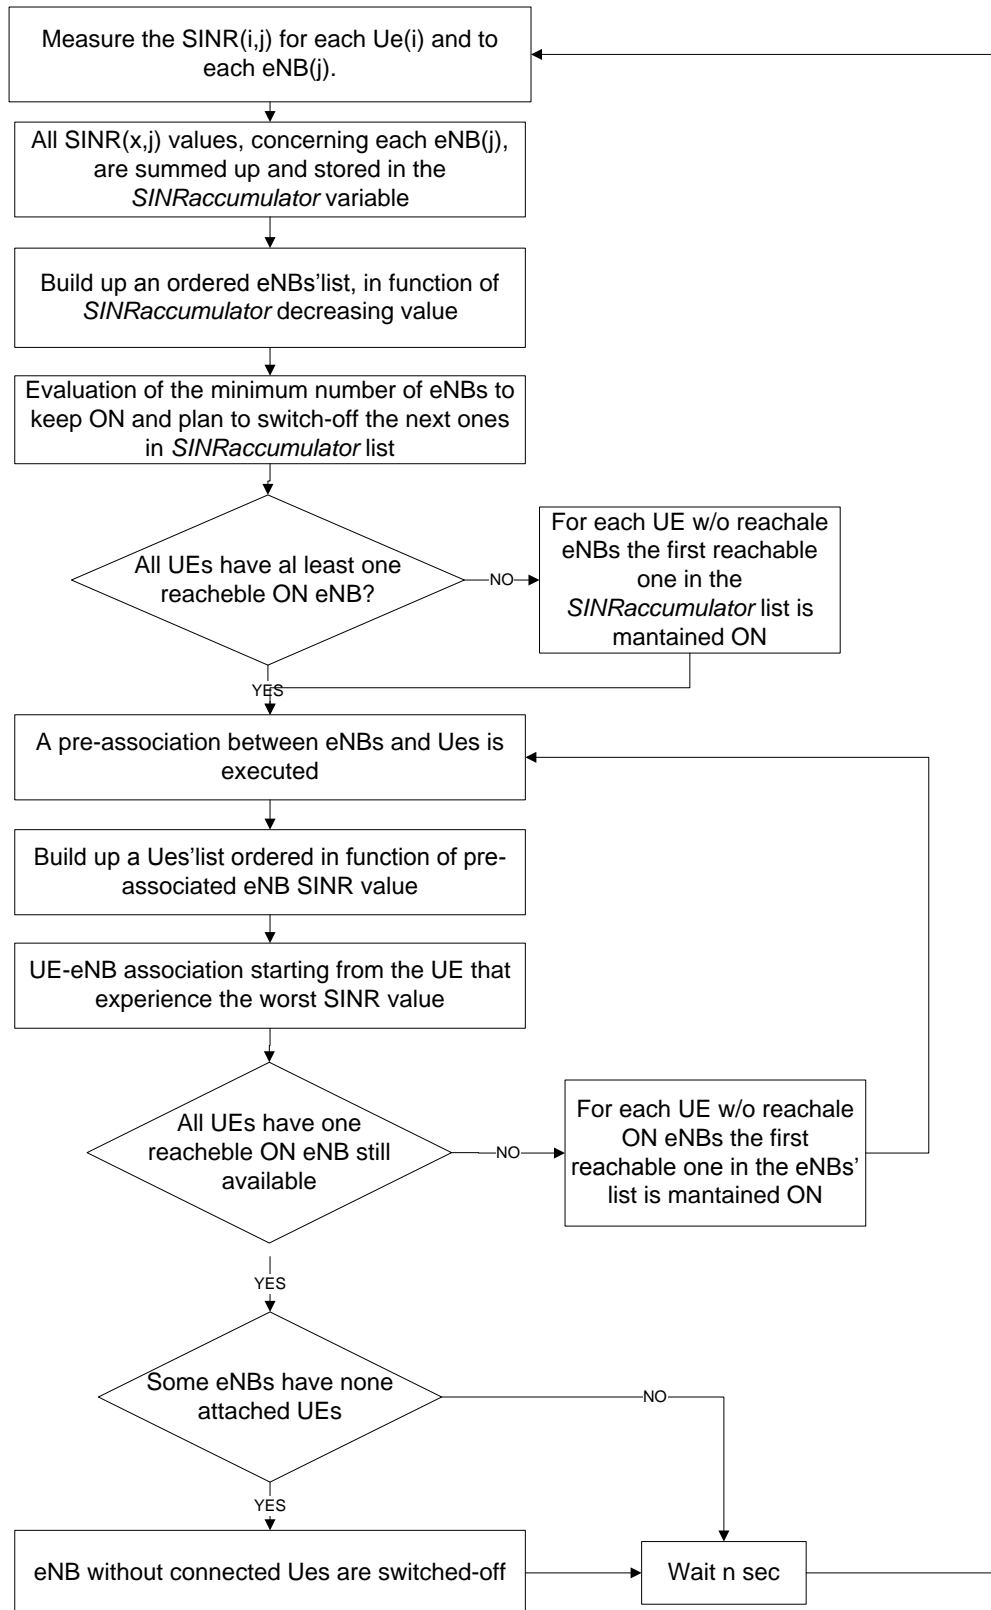 Measure the SINR(i,j) for each Ue(i) and to
each eNB(j).
All SINR(x,j) values, concerning each eNB(j),
are summed up and stored in the
SINRaccumulator variable
Build up an ordered eNBs'list, in function of
SINRaccumulator decreasing value
Evaluation of the minimum number of eNBs to
keep ON and plan to switch-off the next ones
in SINRaccumulator list
All UEs have al least one
reacheble ON eNB?
NO
For each UE w/o reachale
eNBs the first reachable
one in the
SINRaccumulator list is
mantained ON
YES
A pre-association between eNBs and Ues is
executed
Build up a Ues'list ordered in function of pre-
associated eNB SINR value
UE-eNB association starting from the UE that
experience the worst SINR value
All UEs have one
reacheble ON eNB still
available
NO
For each UE w/o reachale
ON eNBs the first
reachable one in the eNBs'
list is mantained ON
YES
Some eNBs have none
attached UEs
NO
YES
eNB without connected Ues are switched-off
Wait n sec